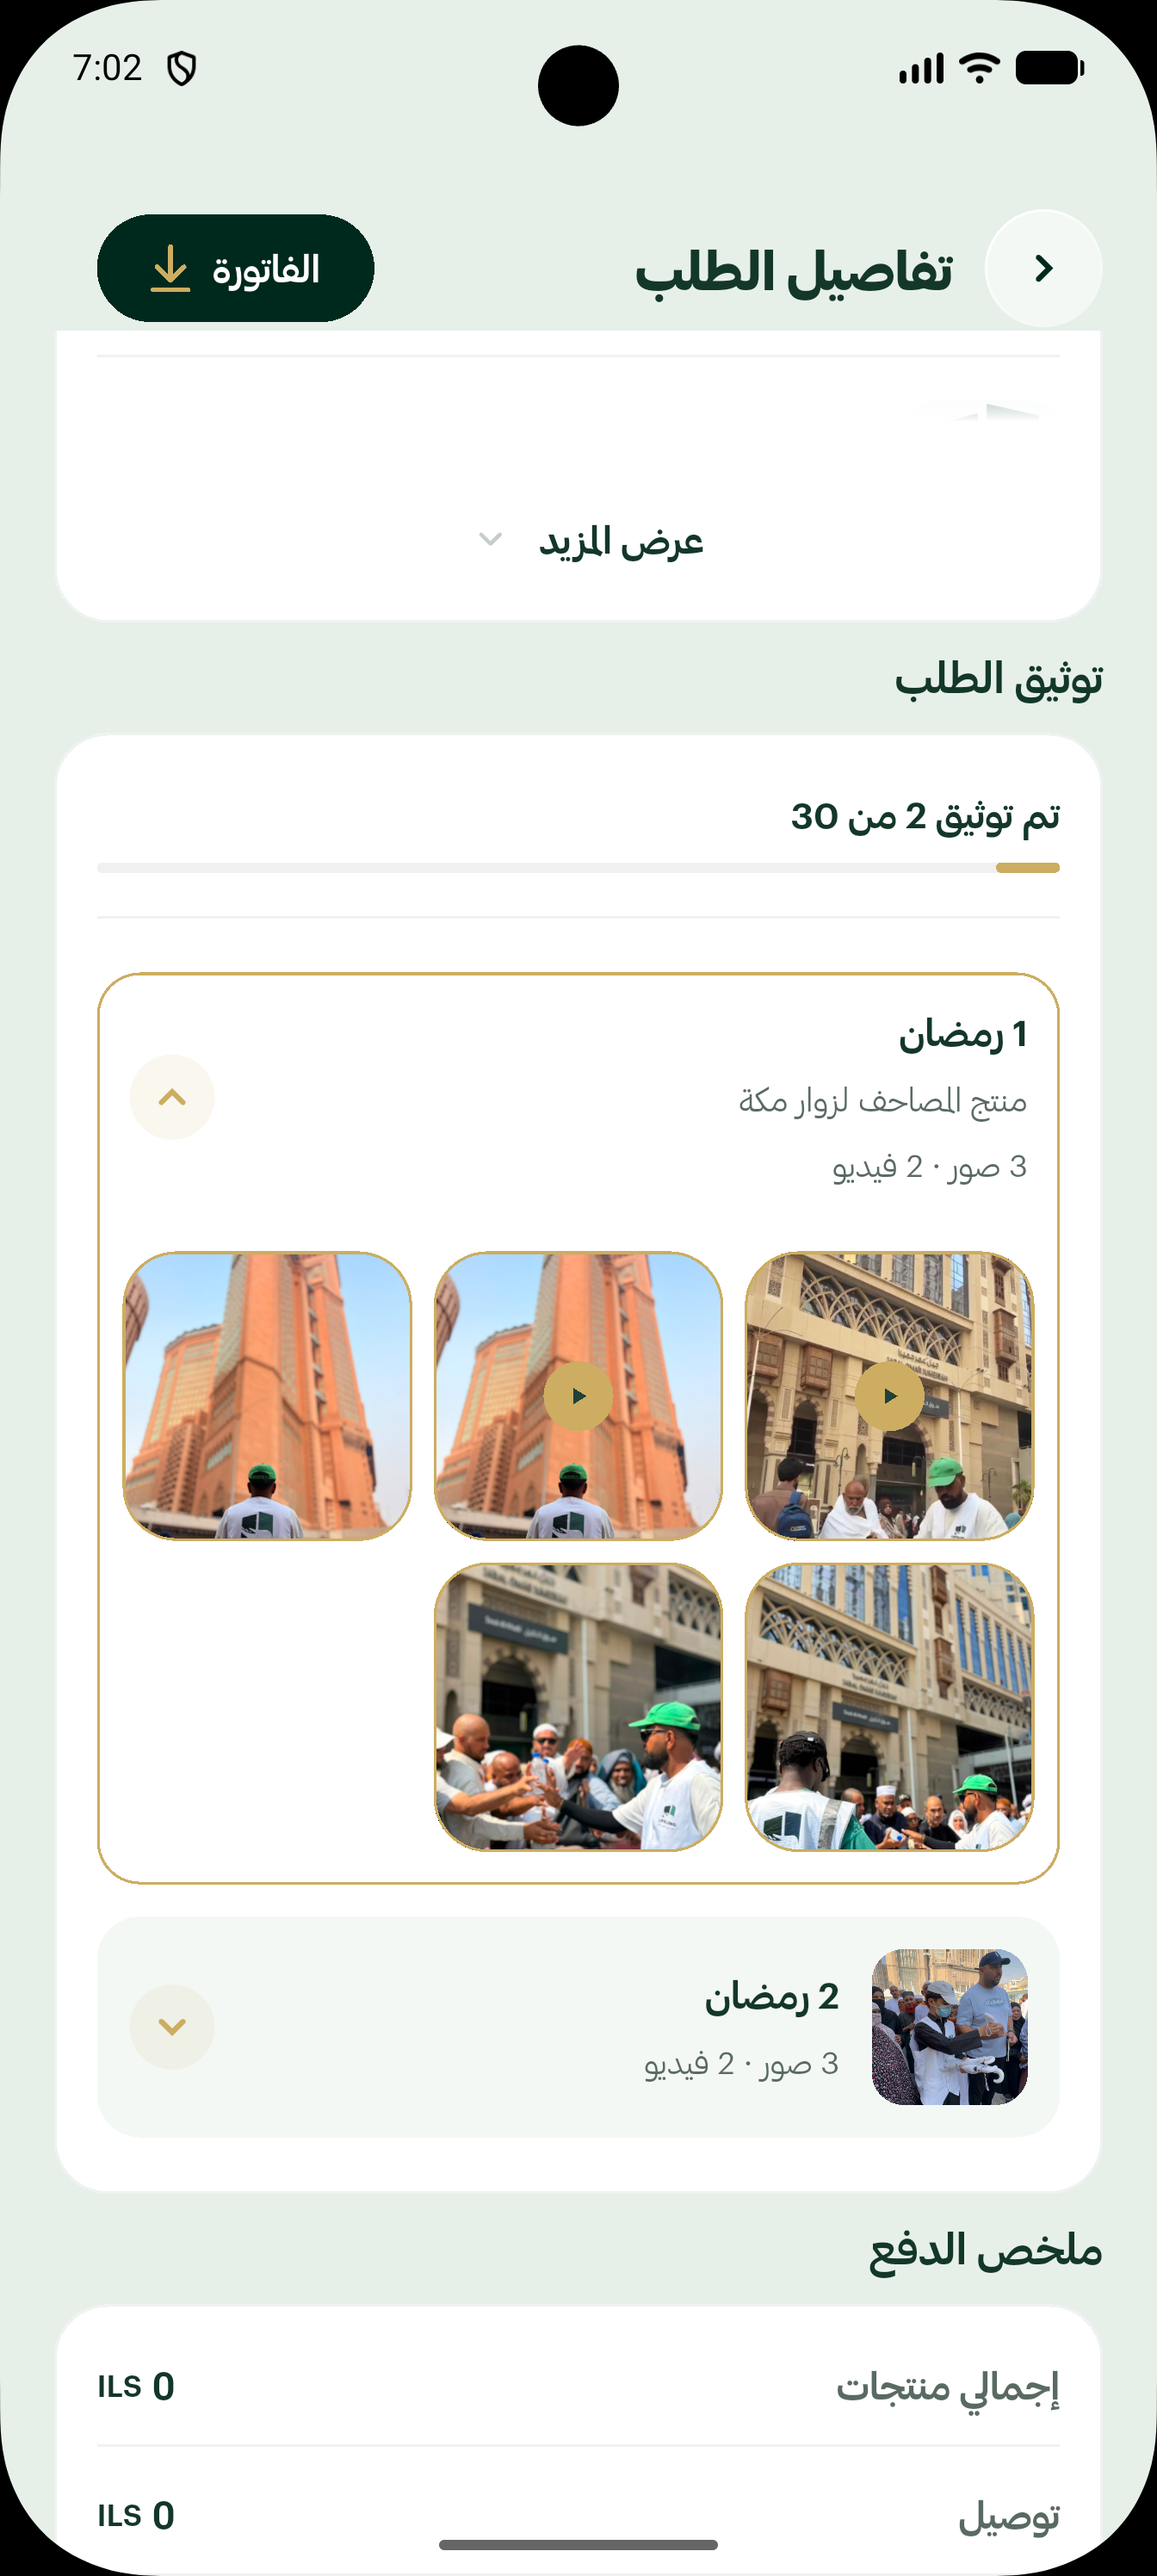 7:02
تفاصيل الطلب
الفاتورة
عرض المزيد
توثيق الطلب
تم توثيق 2 من 30
1 رمضان
منتج المصاحف لزوار مكة
3 صور · 2 فيديو
2 رمضان
3 صور · 2 فيديو
ملخص الدفع
إجمالي منتجات
0 ILS
توصيل
0 ILS